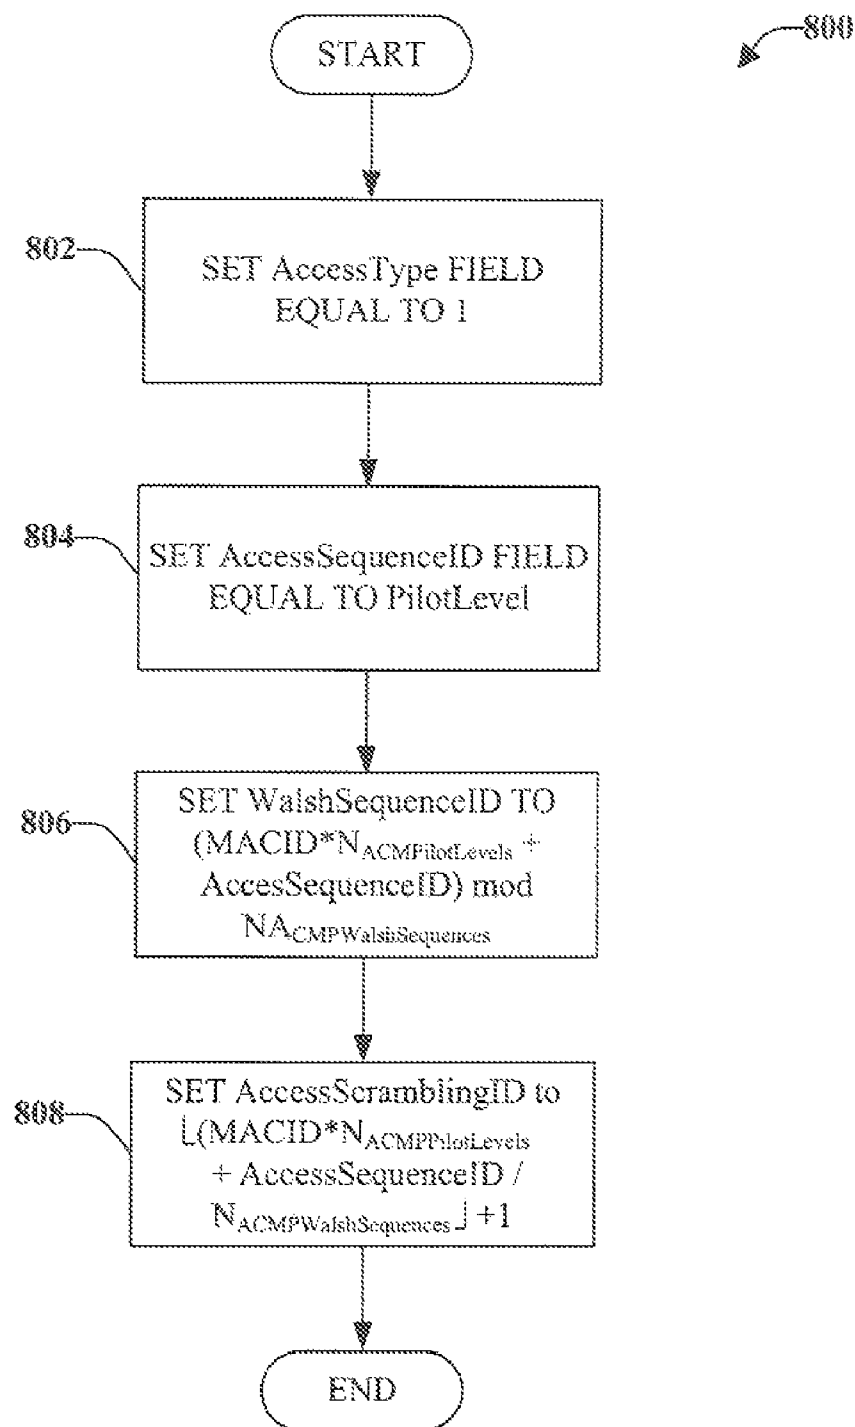 800
START
802
SET AccessType FIELD
EQUAL TO 1
804
SET AccessSequenceID FIELD
EQUAL TO PilotLevel
806
SET WalshSequenceID TO
(MACID*NACMPilotLevels +
AccesSequenceID) mod
NACMPWalshSequences
808
SET AccessScramblingID to
⌊(MACID*NACMPPilotLevels
+ AccessSequenceID /
NACMPWalshSequences⌋ +1
END